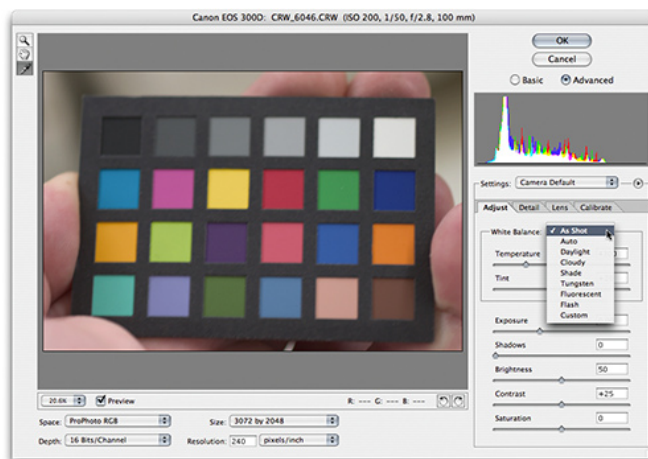 Canon EOS 300D: CRW_6046.CRW (ISO 200, 1/50, f/2.8, 100 mm)
OK
Cancel
Basic Advanced
Settings: Camera Default
Adjust Detail Lens Calibrate
White Balance: As Shot
Auto
Daylight
Cloudy
Shade
Tungsten
Fluorescent
Flash
Custom
Temperature
Tint
Exposure
Shadows 0
Brightness 50
Contrast +25
Saturation 0
20.6% Preview R: --- G: --- B: ---
Space: ProPhoto RGB Size: 3072 by 2048
Depth: 16 Bits/Channel Resolution: 240 pixels/inch